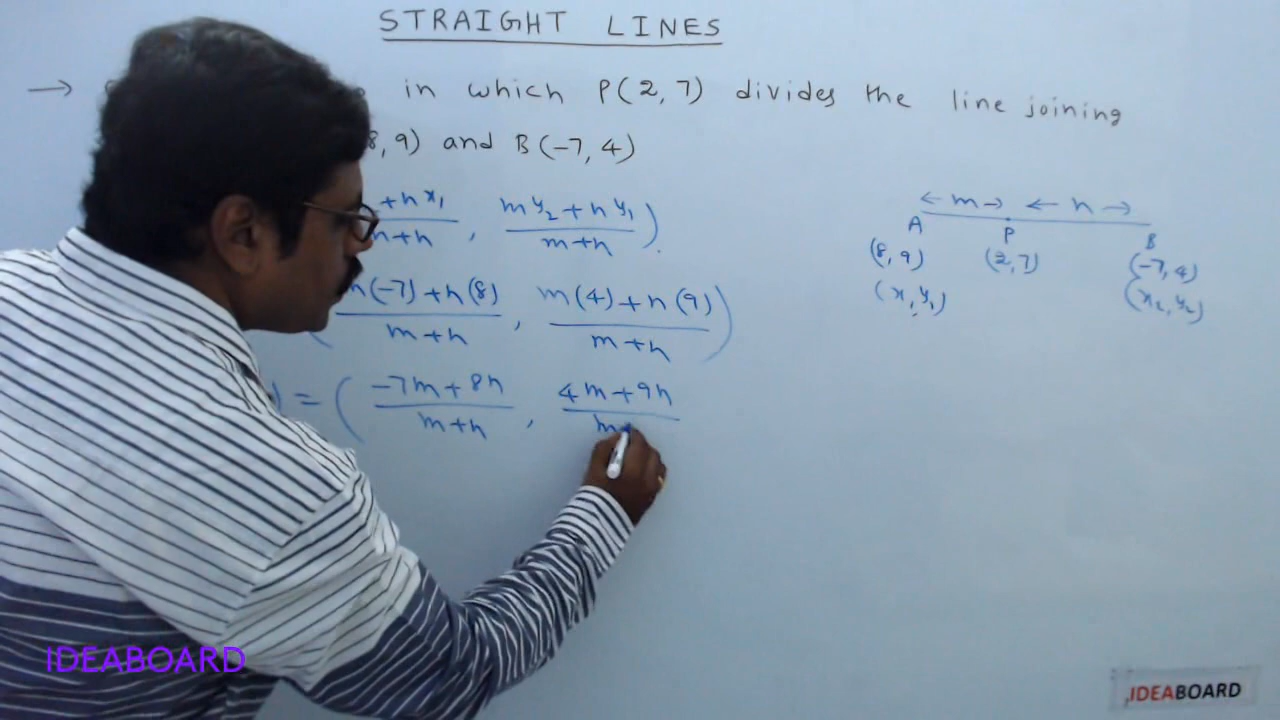 STRAIGHT LINES
→ in which P(2, 7) divides the line joining
8, 9) and B(-7, 4)
+ n x₁ / m+n , m y₂ + n y₁ / m+n ).
← m → ← n →
A P B
(8, 9) (2, 7) (-7, 4)
(x₁, y₁) (x₂, y₂)
( (-7) + n(8) / m+n , m(4) + n(9) / m+n )
) = ( -7m + 8n / m+n , 4m + 9n / m+
IDEABOARD
IDEABOARD